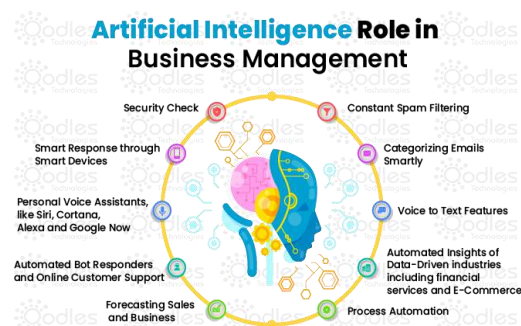 Artificial Intelligence Role in
Business Management
Security Check
Constant Spam Filtering
Smart Response through
Smart Devices
Categorizing Emails
Smartly
Personal Voice Assistants,
like Siri, Cortana,
Alexa and Google Now
Voice to Text Features
Automated Bot Responders
and Online Customer Support
Automated Insights of
Data-Driven industries
including financial
services and E-Commerce
Forecasting Sales
and Business
Process Automation
Oodles
Technologies